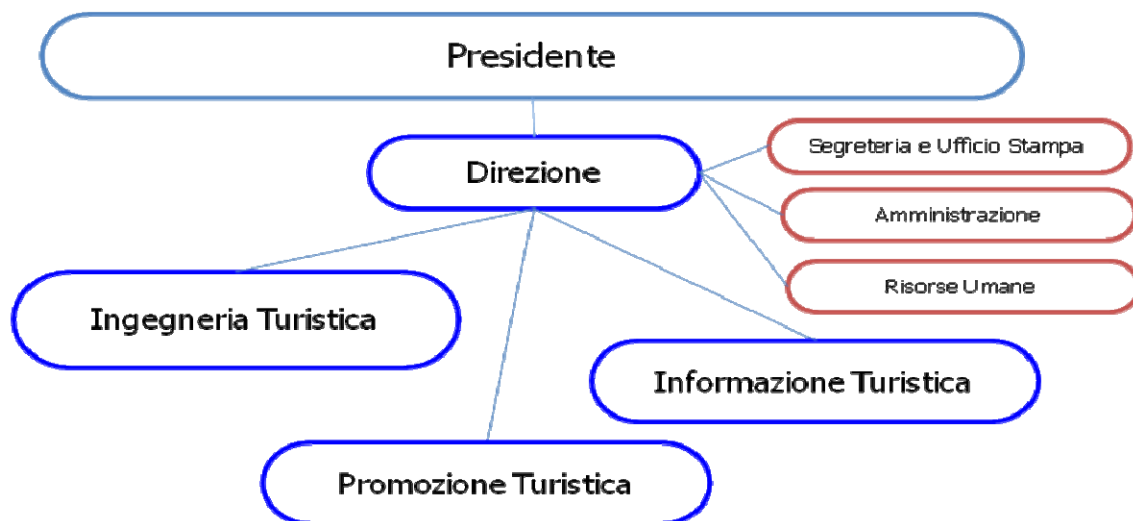 Presidente
Direzione
Segreteria e Ufficio Stampa
Amministrazione
Risorse Umane
Ingegneria Turistica
Informazione Turistica
Promozione Turistica